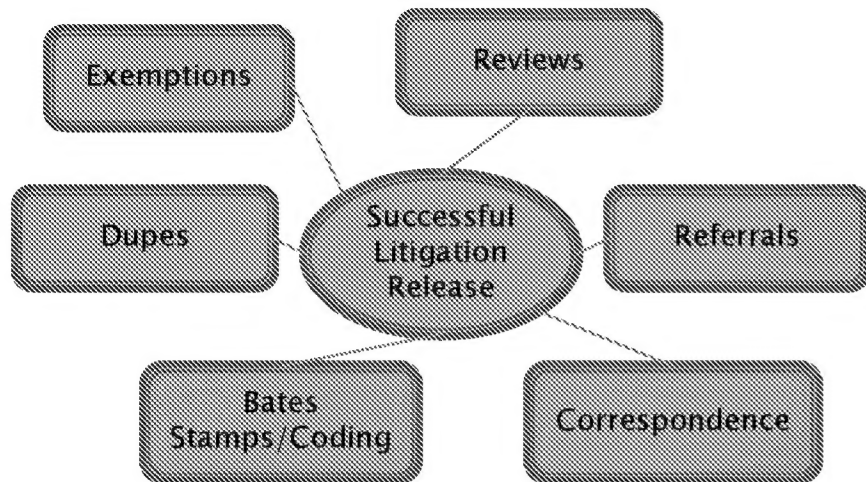 Exemptions
Reviews
Dupes
Successful
Litigation
Release
Referrals
Bates
Stamps/Coding
Correspondence